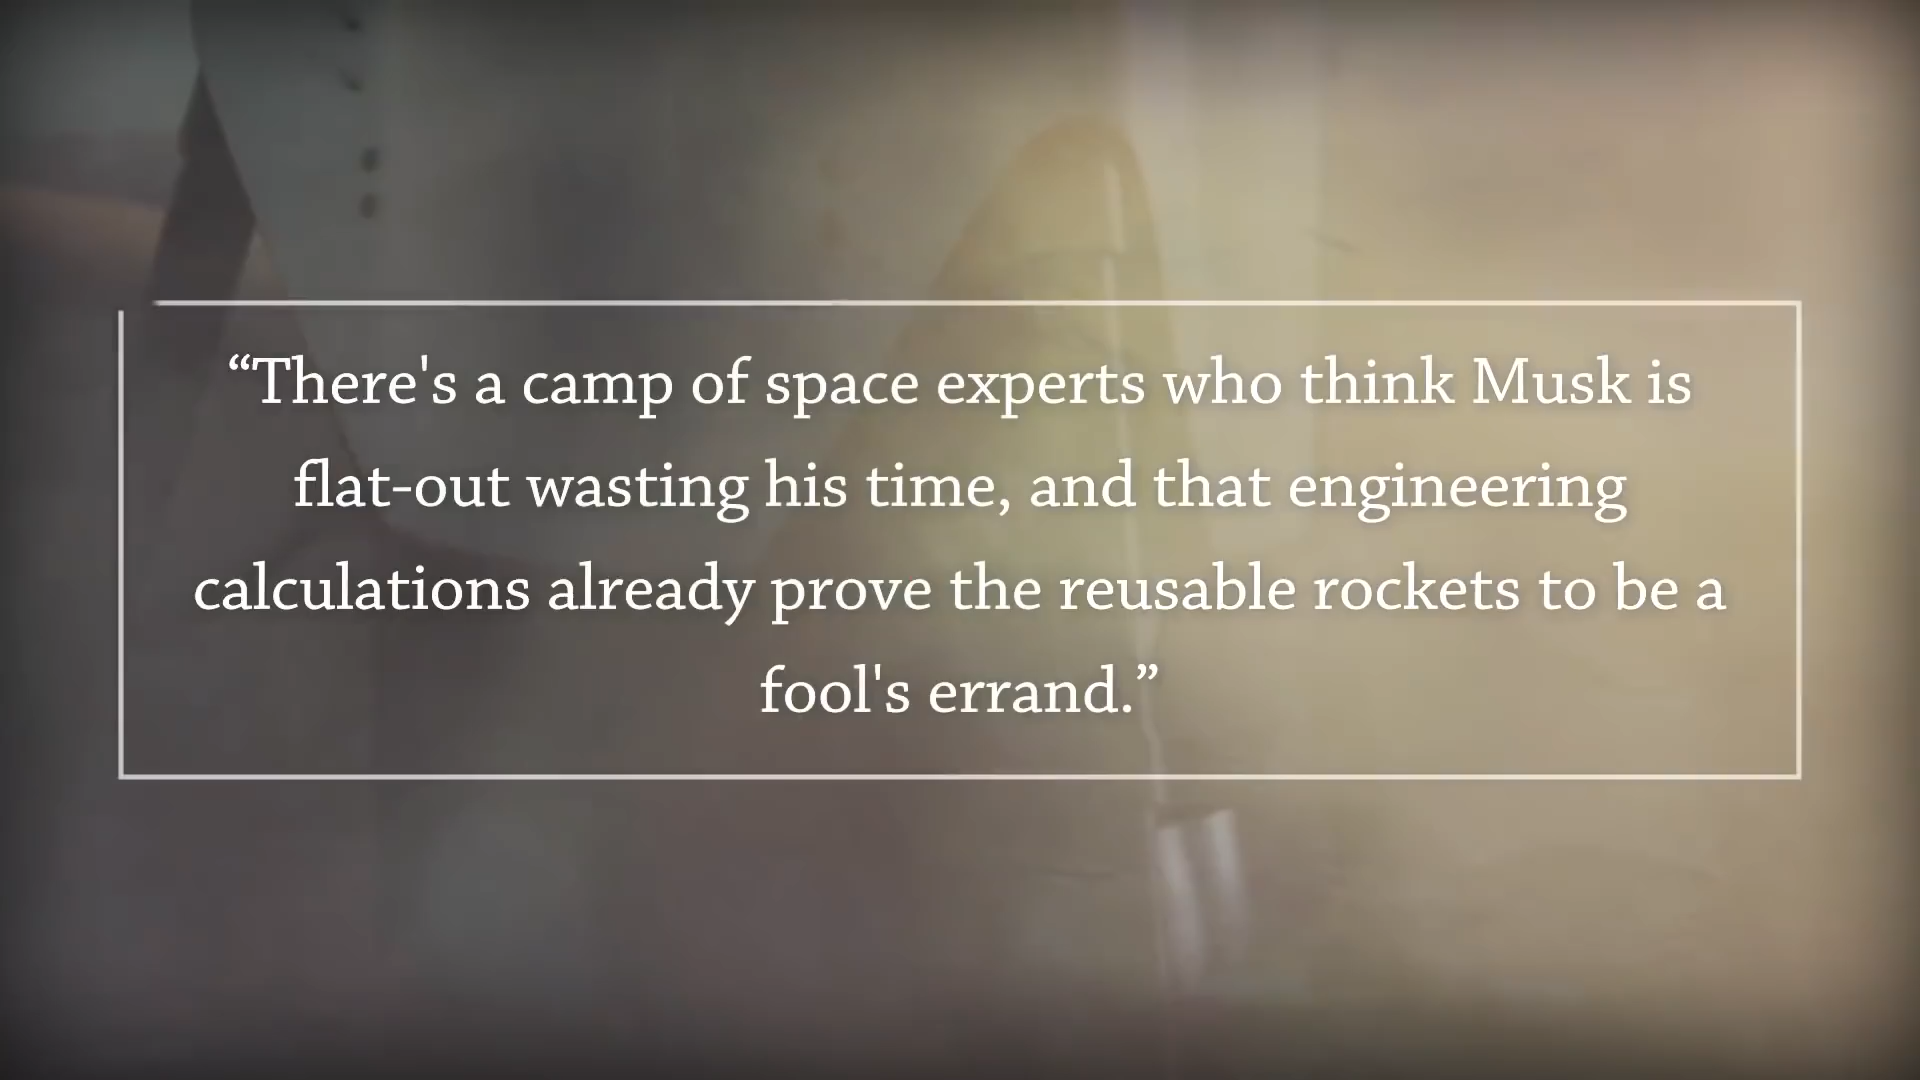 “There's a camp of space experts who think Musk is
flat-out wasting his time, and that engineering
calculations already prove the reusable rockets to be a
fool's errand.”